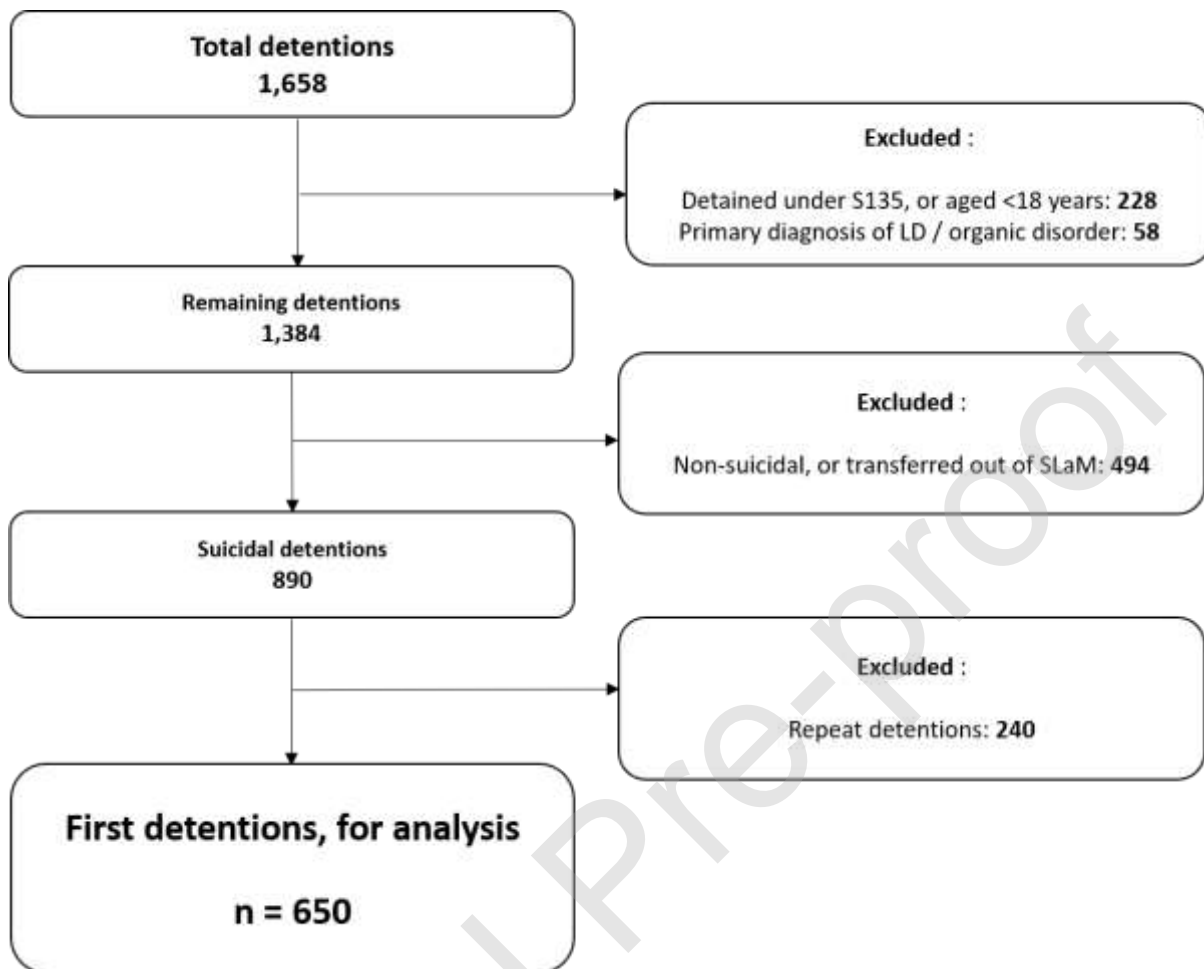 Total detentions
1,658
Excluded :
Detained under S135, or aged <18 years: 228
Primary diagnosis of LD / organic disorder: 58
Remaining detentions
1,384
Excluded :
Non-suicidal, or transferred out of SLaM: 494
Suicidal detentions
890
Excluded :
Repeat detentions: 240
First detentions, for analysis
n = 650
l Pre-proof